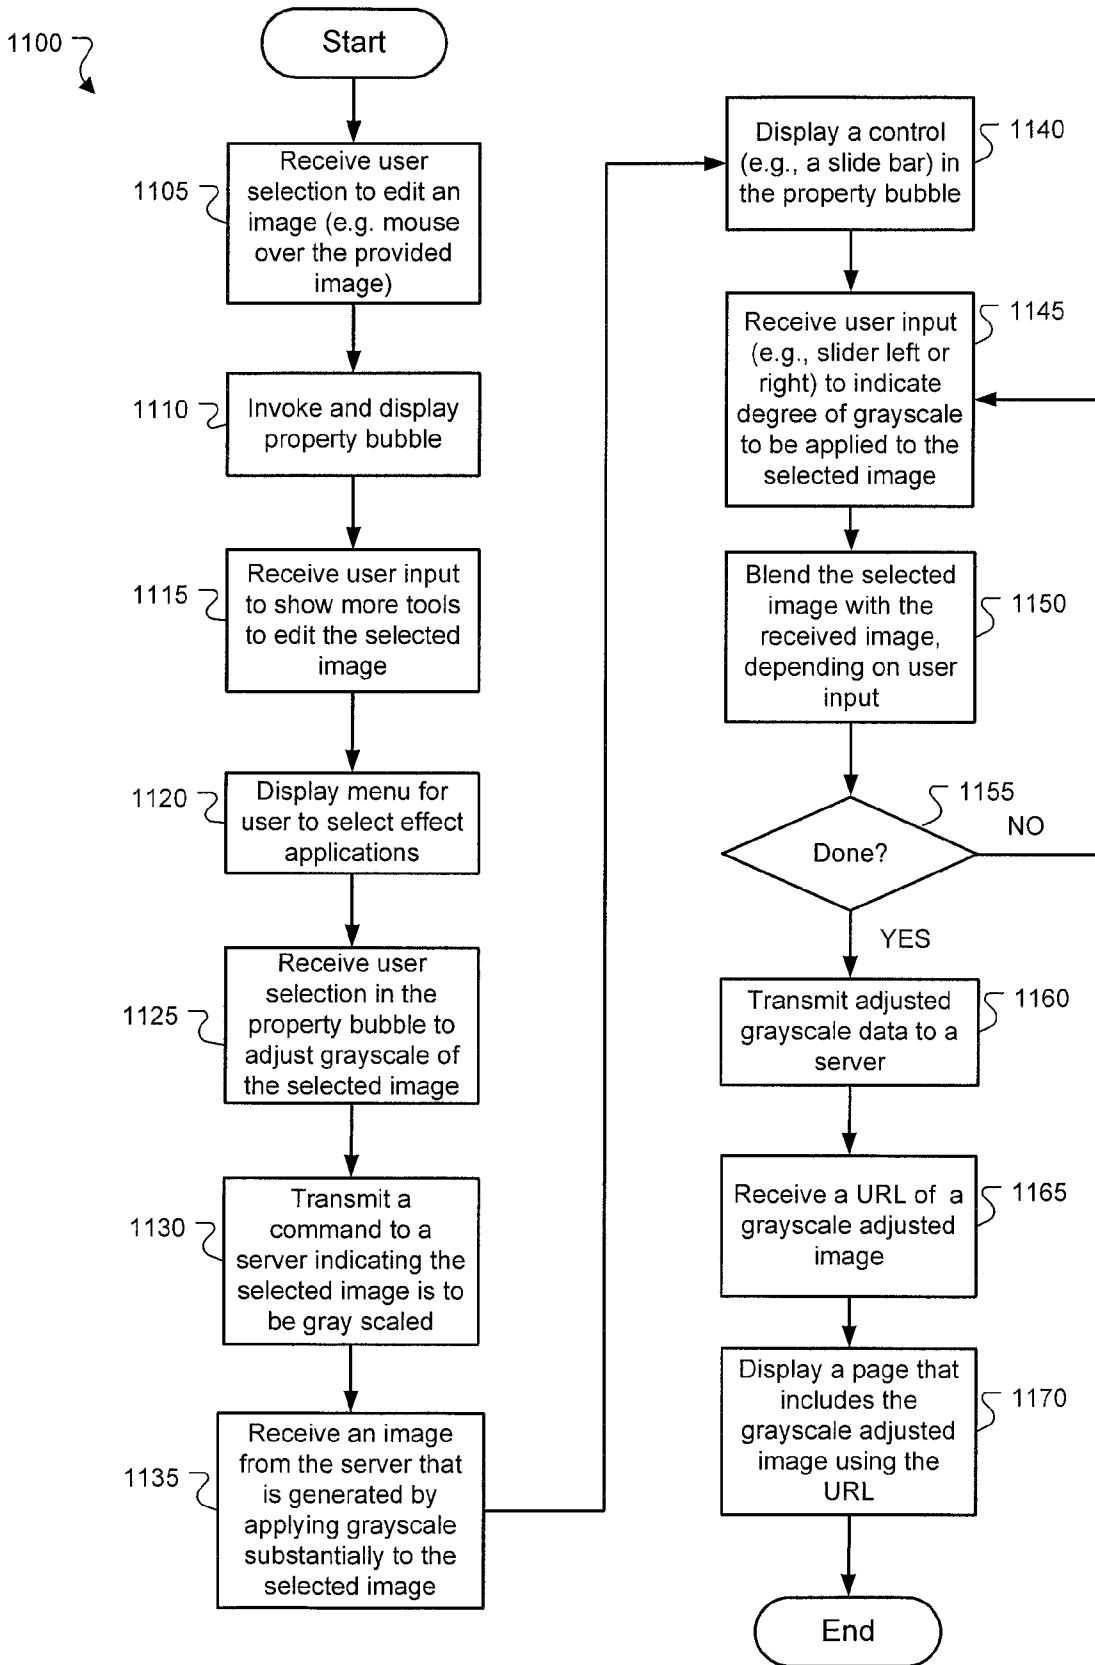 1100
Start
1105
Receive user
selection to edit an
image (e.g. mouse
over the provided
image)
1110
Invoke and display
property bubble
1115
Receive user input
to show more tools
to edit the selected
image
1120
Display menu for
user to select effect
applications
1125
Receive user
selection in the
property bubble to
adjust grayscale of
the selected image
1130
Transmit a
command to a
server indicating the
selected image is to
be gray scaled
1135
Receive an image
from the server that
is generated by
applying grayscale
substantially to the
selected image
1140
Display a control
(e.g., a slide bar) in
the property bubble
1145
Receive user input
(e.g., slider left or
right) to indicate
degree of grayscale
to be applied to the
selected image
1150
Blend the selected
image with the
received image,
depending on user
input
1155
Done?
NO
YES
1160
Transmit adjusted
grayscale data to a
server
1165
Receive a URL of a
grayscale adjusted
image
1170
Display a page that
includes the
grayscale adjusted
image using the
URL
End